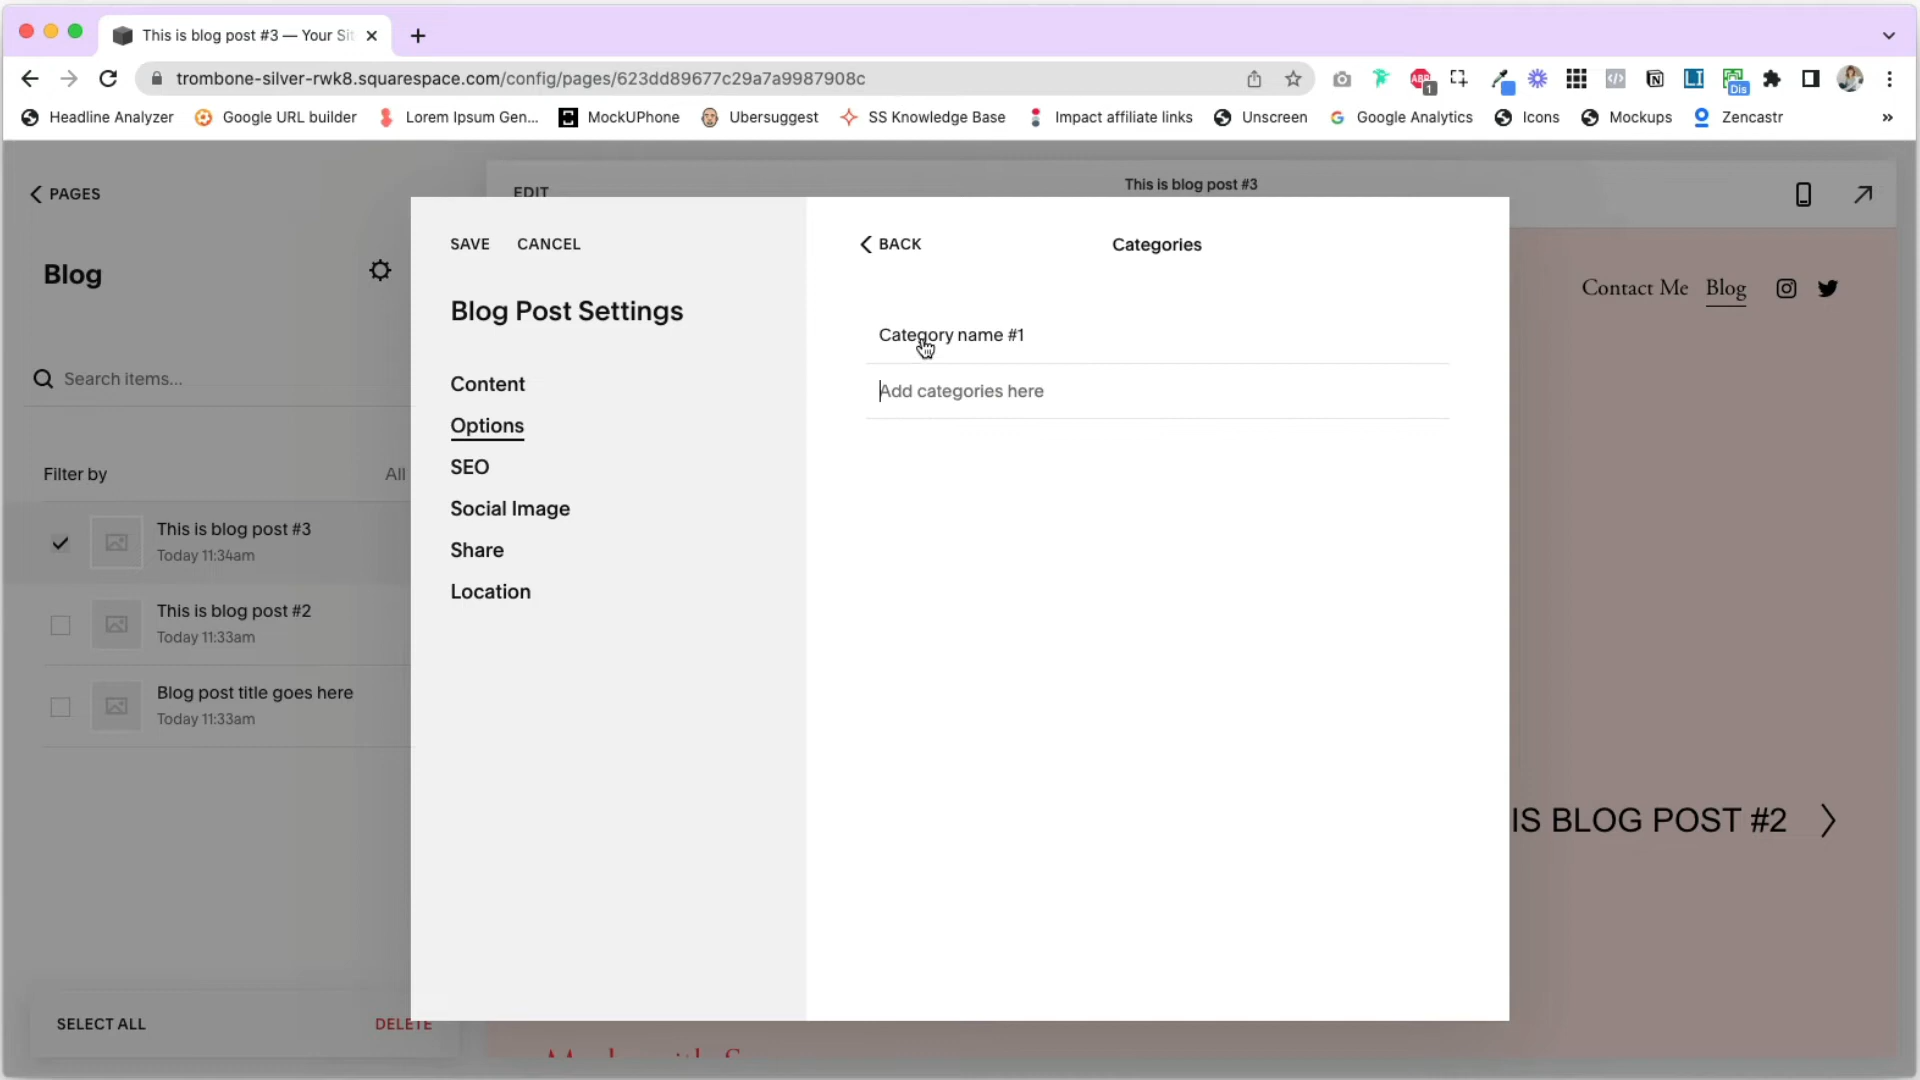 This is blog post #3 — Your Sit
trombone-silver-rwk8.squarespace.com/config/pages/623dd89677c29a7a9987908c
ABP
1
LI
Dis
Headline Analyzer
Google URL builder
Lorem Ipsum Gen...
MockUPhone
Ubersuggest
SS Knowledge Base
Impact affiliate links
Unscreen
Google Analytics
Icons
Mockups
Zencastr
»
PAGES
EDIT
This is blog post #3
Blog
Search items...
Filter by
All
This is blog post #3
Today 11:34am
This is blog post #2
Today 11:33am
Blog post title goes here
Today 11:33am
SELECT ALL
DELETE
SAVE
CANCEL
Blog Post Settings
Content
Options
SEO
Social Image
Share
Location
BACK
Categories
Category name #1
Add categories here
Contact Me
Blog
IS BLOG POST #2